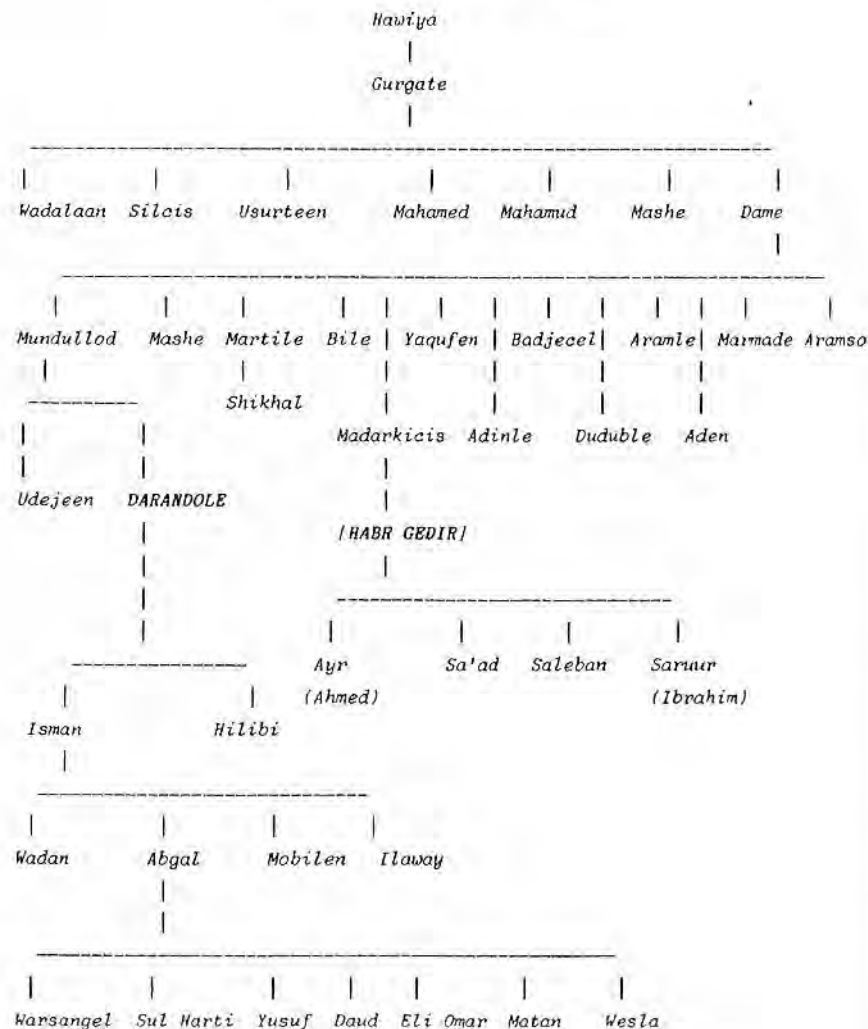 Hawiya
Gurgate
Wadalaan Silcis Usurteen Mahamed Mahamud Mashe Dame
Mundullod Mashe Martile Bile Yaqufen Badjecel Aramle Marmade Aramso
Shikhal
Madarkicis Adinle Duduble Aden
Udejeen DARANDOLE
[HABR GEDIR]
Ayr Sa'ad Saleban Saruur
(Ahmed) (Ibrahim)
Isman Hilibi
Wadan Abgal Mobilen Ilaway
Warsangel Sul Harti Yusuf Daud Eli Omar Matan Wesla